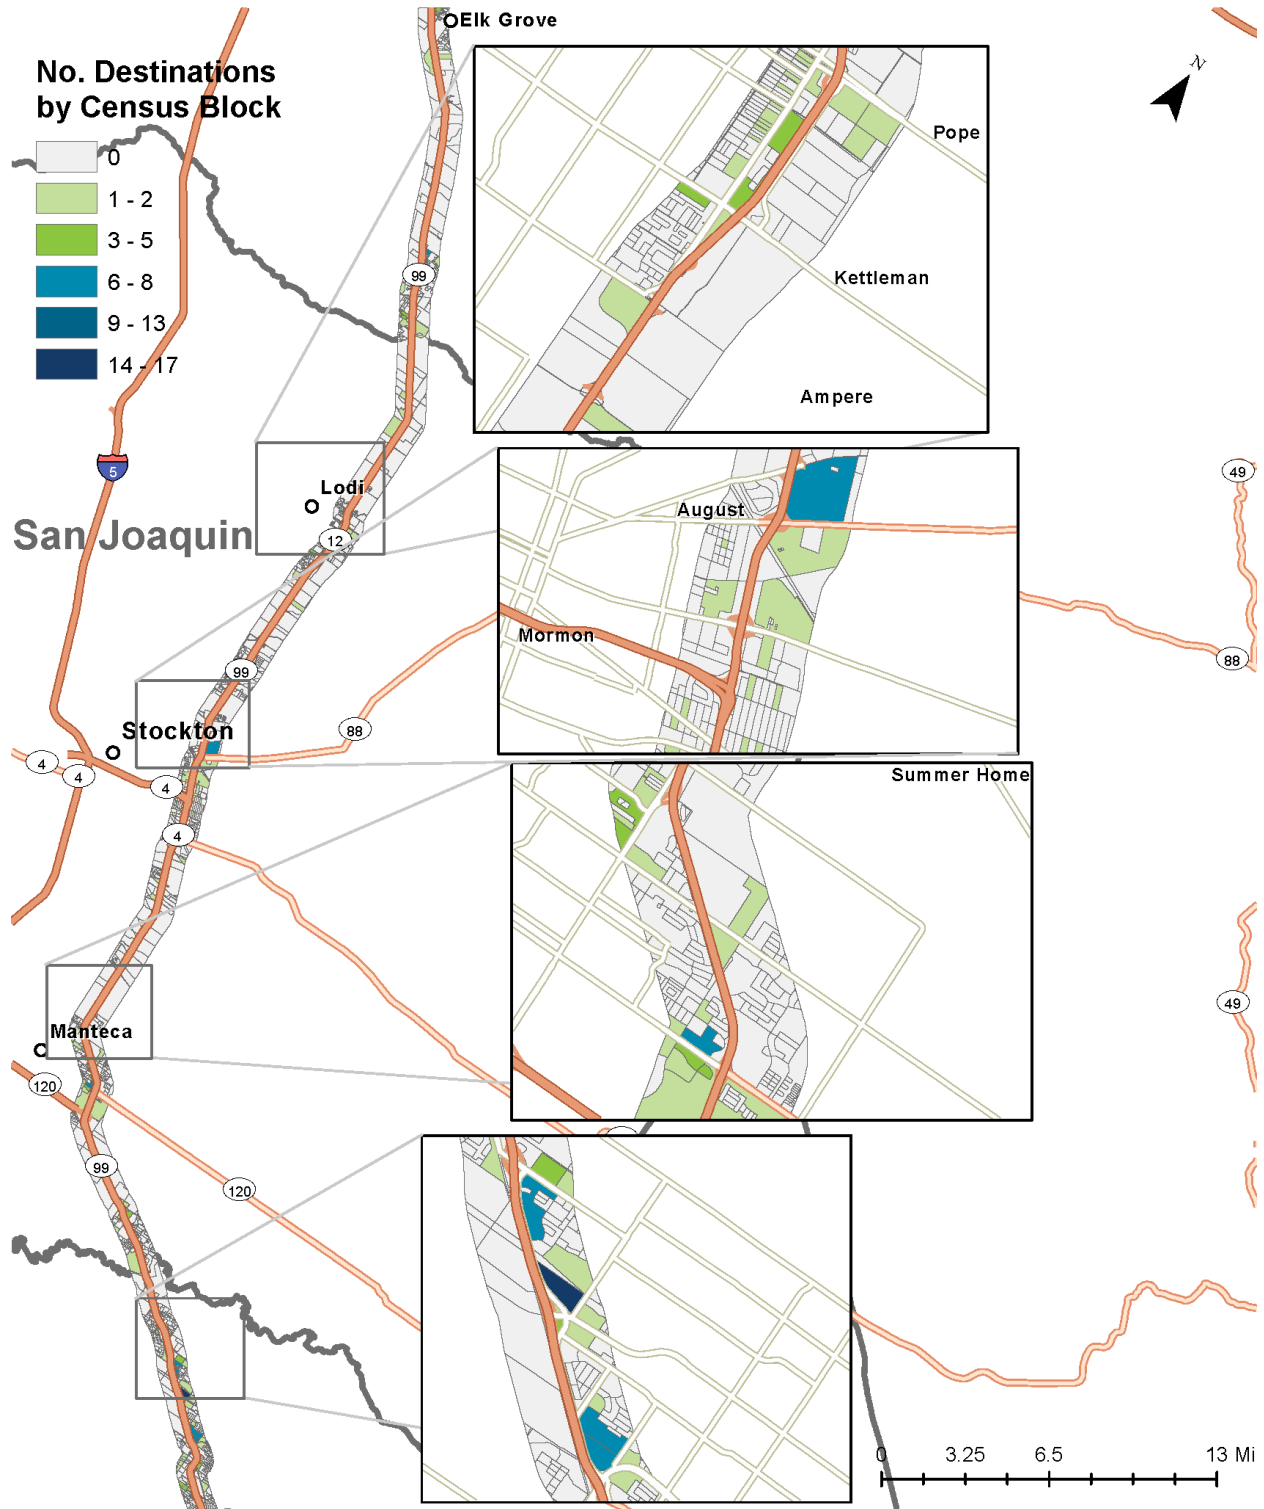 Elk Grove
No. Destinations
by Census Block
0
1 - 2
3 - 5
6 - 8
9 - 13
14 - 17
N
Pope
Kettleman
Ampere
99
5
Lodi
San Joaquin
12
49
August
Mormon
99
88
Stockton
88
4
4
4
4
Summer Home
49
Manteca
120
99
120
0
3.25
6.5
13 Mi